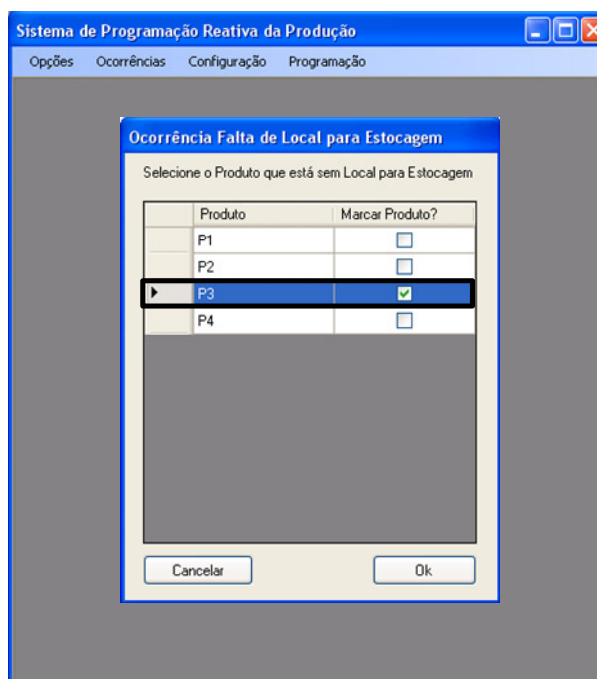 Sistema de Programação Reativa da Produção
Opções Ocorrências Configuração Programação
Ocorrência Falta de Local para Estocagem
Selecione o Produto que está sem Local para Estocagem
Produto Marcar Produto?
P1
P2
P3
P4
Cancelar Ok